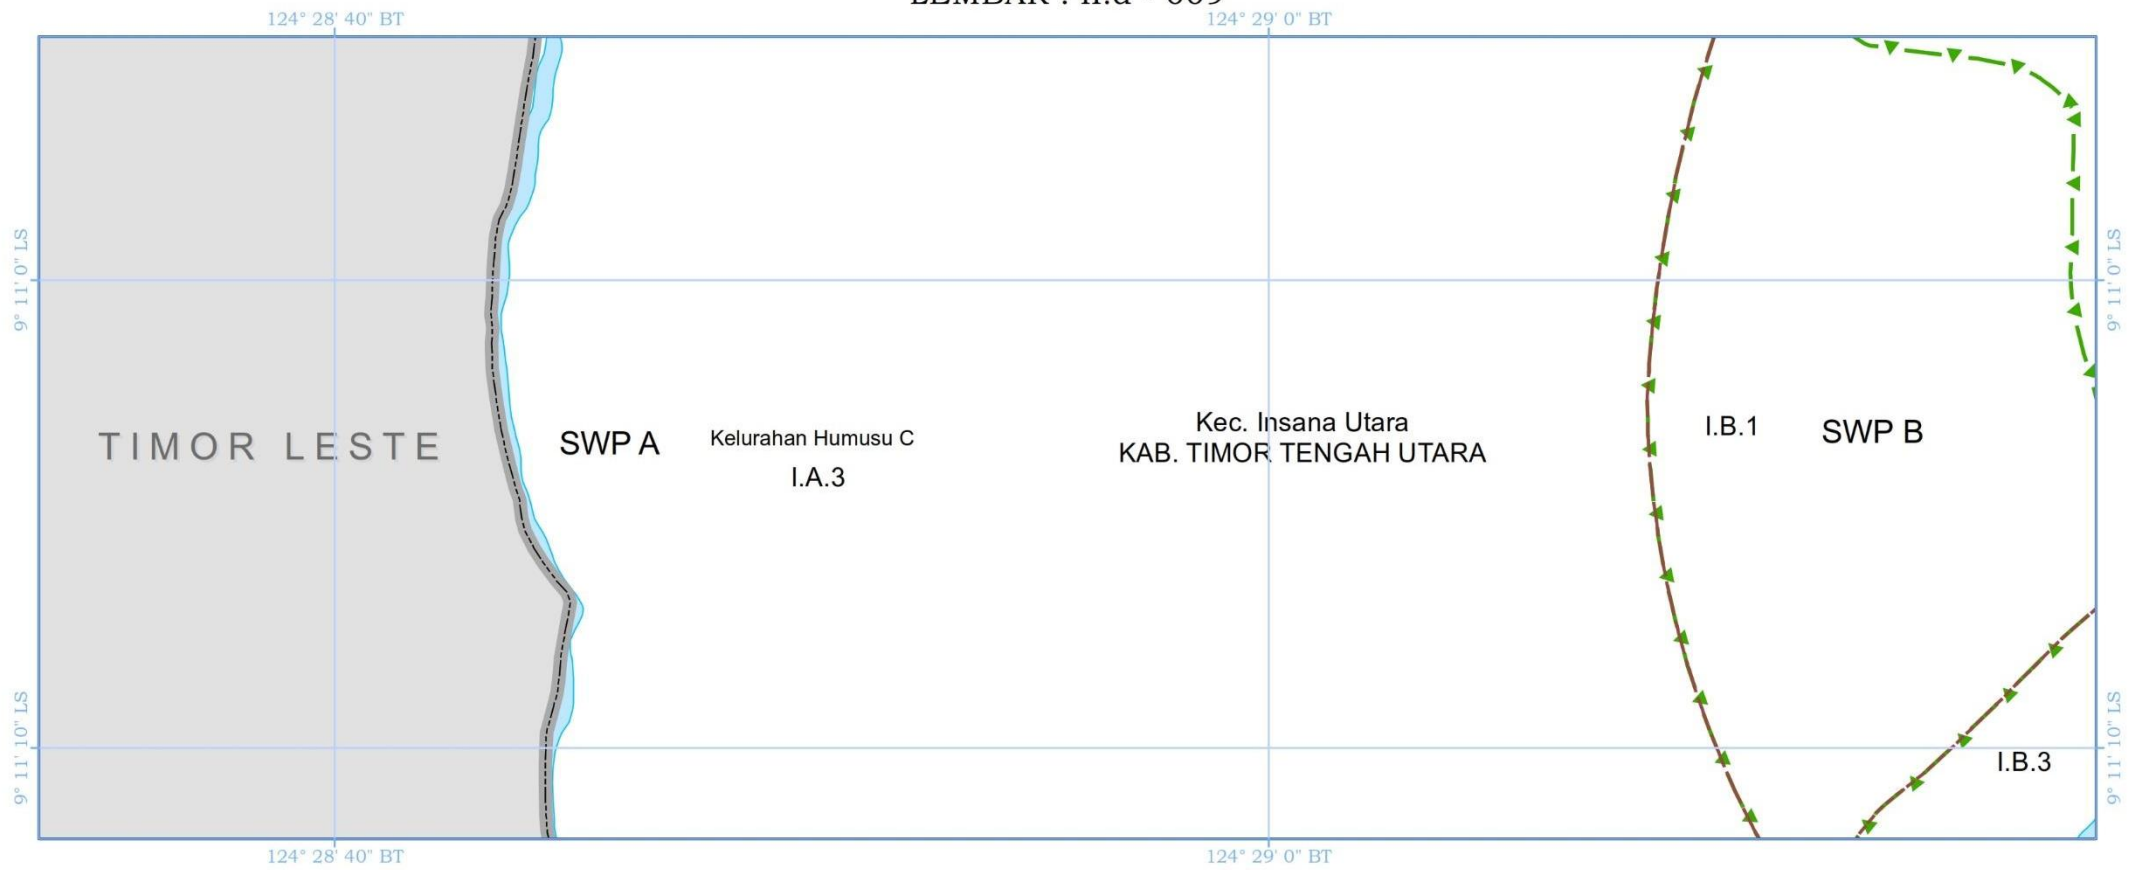 124° 28' 40" BT
124° 29' 0" BT
9° 11' 0" LS
9° 11' 0" LS
TIMOR LESTE
SWP A
Kelurahan Humusu C
I.A.3
Kec. Insana Utara
KAB. TIMOR TENGAH UTARA
I.B.1
SWP B
9° 11' 10" LS
I.B.3
9° 11' 10" LS
124° 28' 40" BT
124° 29' 0" BT